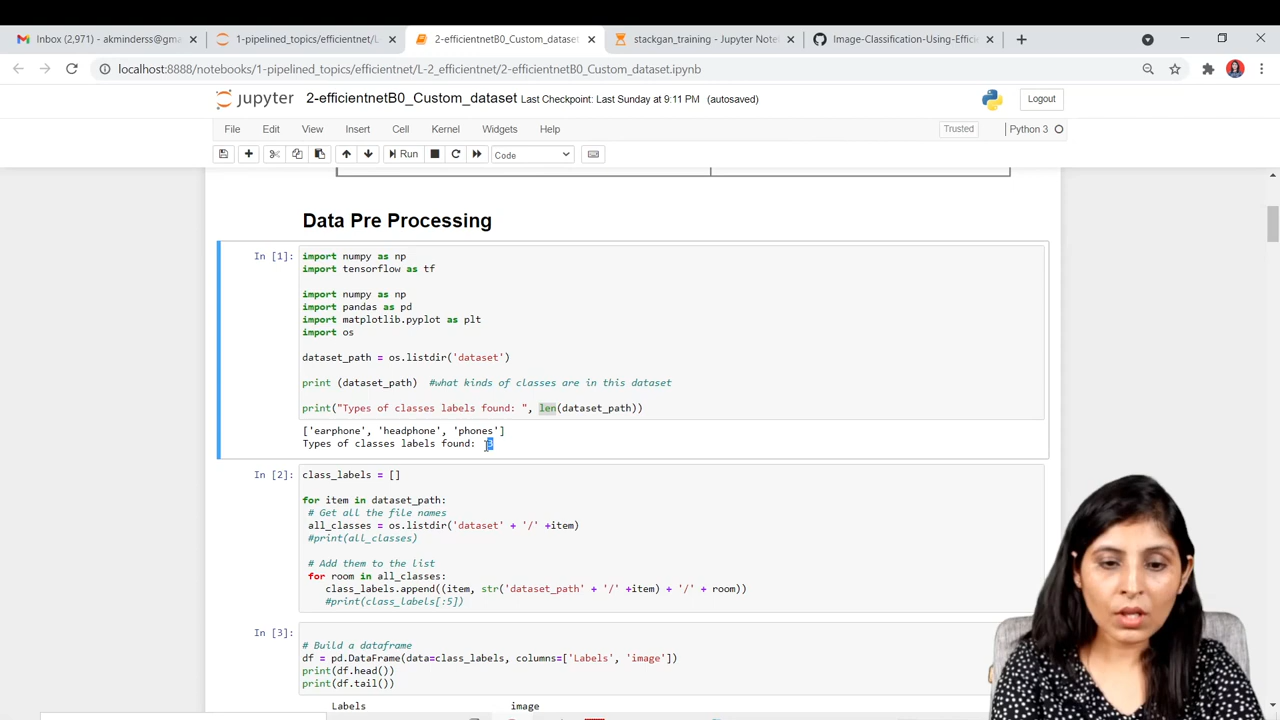 Inbox (2,971) - akminderss@gma
1-pipelined_topics/efficientnet/L-
2-efficientnetB0_Custom_dataset
stackgan_training - Jupyter Note
Image-Classification-Using-Effici
localhost:8888/notebooks/1-pipelined_topics/efficientnet/L-2_efficientnet/2-efficientnetB0_Custom_dataset.ipynb
jupyter 2-efficientnetB0_Custom_dataset Last Checkpoint: Last Sunday at 9:11 PM (autosaved)
Logout
File Edit View Insert Cell Kernel Widgets Help
Trusted
Python 3
Run
Code
Data Pre Processing
In [1]:
import numpy as np
import tensorflow as tf
import numpy as np
import pandas as pd
import matplotlib.pyplot as plt
import os
dataset_path = os.listdir('dataset')
print (dataset_path) #what kinds of classes are in this dataset
print("Types of classes labels found: ", len(dataset_path))
['earphone', 'headphone', 'phones']
Types of classes labels found: 3
In [2]:
class_labels = []
for item in dataset_path:
# Get all the file names
all_classes = os.listdir('dataset' + '/' +item)
#print(all_classes)
# Add them to the list
for room in all_classes:
class_labels.append((item, str('dataset_path' + '/' +item) + '/' + room))
#print(class_labels[:5])
In [3]:
# Build a dataframe
df = pd.DataFrame(data=class_labels, columns=['Labels', 'image'])
print(df.head())
print(df.tail())
Labels image